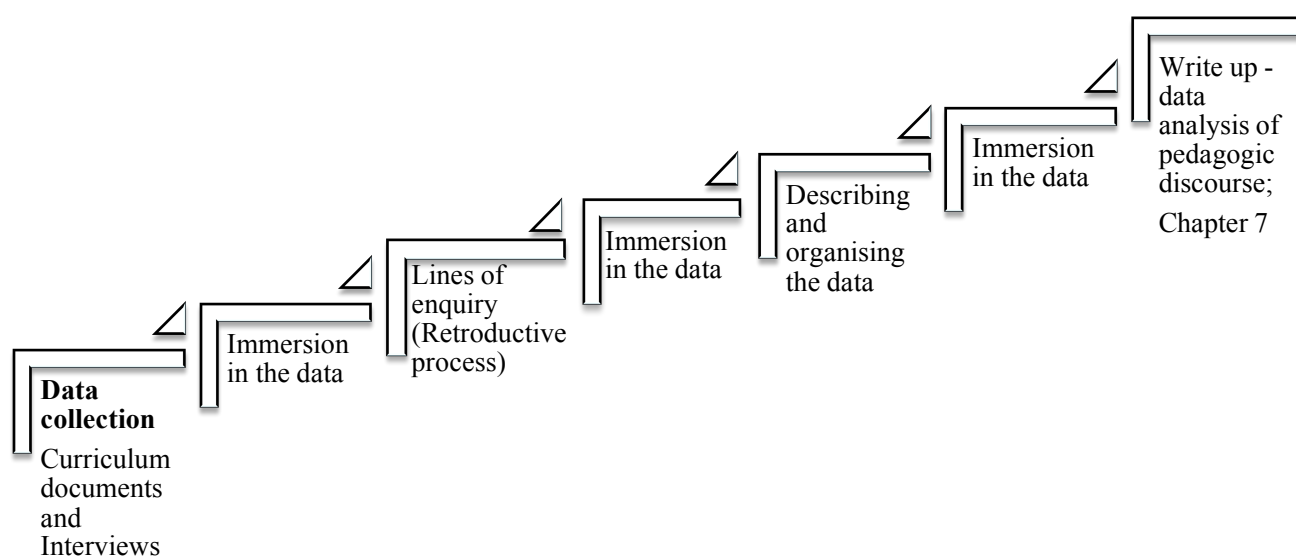 Data
collection
Curriculum
documents
and
Interviews
Immersion
in the data
Lines of
enquiry
(Retroductive
process)
Immersion
in the data
Describing
and
organising
the data
Immersion
in the data
Write up -
data
analysis of
pedagogic
discourse;
Chapter 7